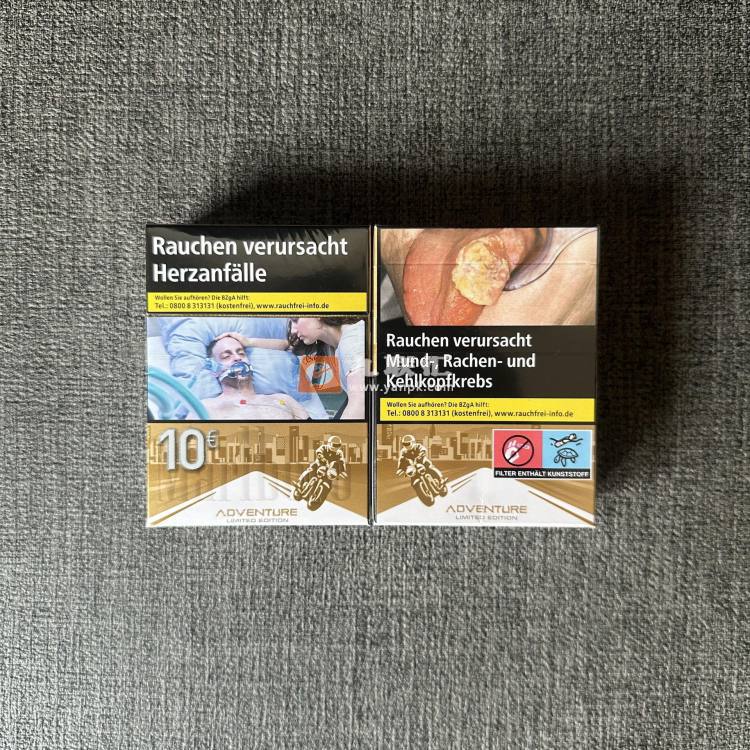 Rauchen verursacht
Herzanfälle
Wollen Sie aufhören? Die BZgA hilft:
Tel.: 0800 8 313131 (kostenfrei), www.rauchfrei-info.de
10€
ADVENTURE
LIMITED EDITION
Rauchen verursacht
Mund-, Rachen- und
Kehlkopfkrebs
Wollen Sie aufhören? Die BZgA hilft:
Tel.: 0800 8 313131 (kostenfrei), www.rauchfrei-info.de
FILTER ENTHÄLT KUNSTSTOFF
ADVENTURE
LIMITED EDITION